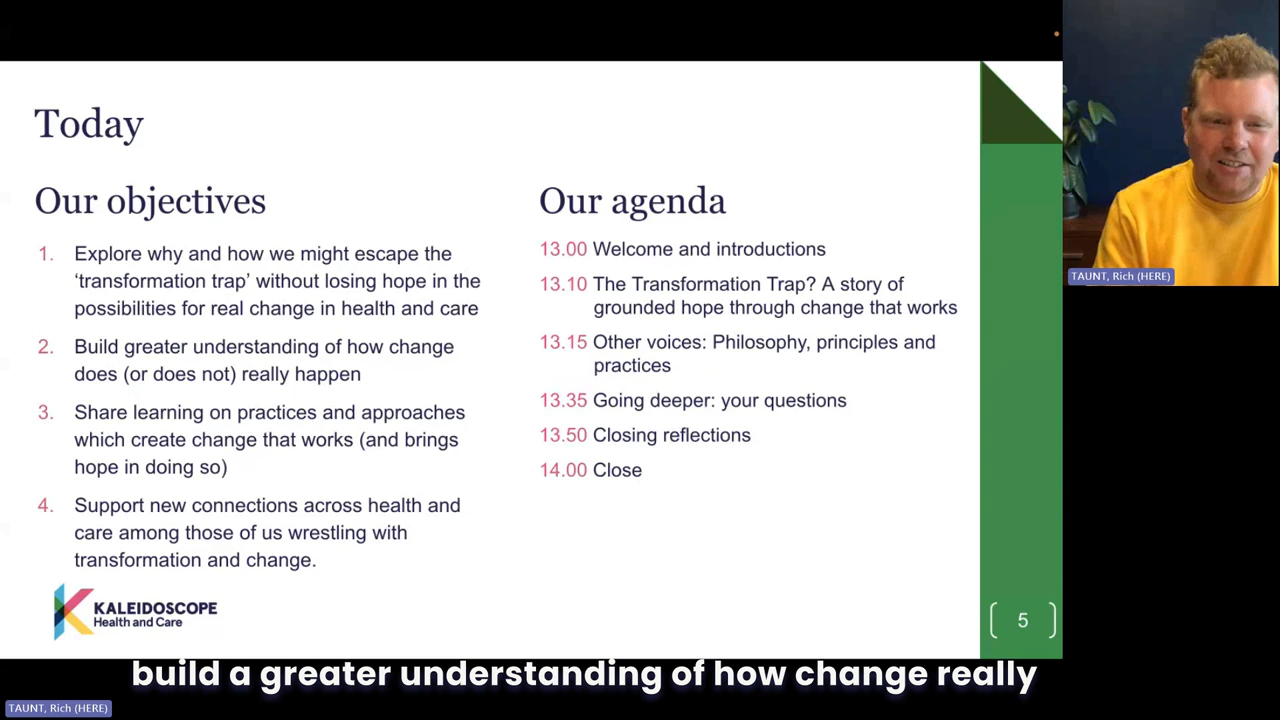 Today
Our objectives
1. Explore why and how we might escape the
‘transformation trap’ without losing hope in the
possibilities for real change in health and care
2. Build greater understanding of how change
does (or does not) really happen
3. Share learning on practices and approaches
which create change that works (and brings
hope in doing so)
4. Support new connections across health and
care among those of us wrestling with
transformation and change.
Our agenda
13.00 Welcome and introductions
13.10 The Transformation Trap? A story of
grounded hope through change that works
13.15 Other voices: Philosophy, principles and
practices
13.35 Going deeper: your questions
13.50 Closing reflections
14.00 Close
KALEIDOSCOPE
Health and Care
5
TAUNT, Rich (HERE)
build a greater understanding of how change really
TAUNT, Rich (HERE)